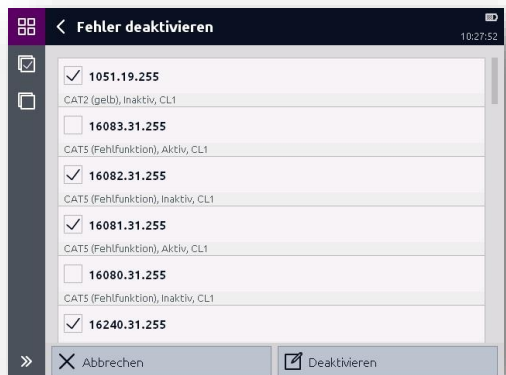 Fehler deaktivieren
10:27:52
1051.19.255
CAT2 (gelb), Inaktiv, CL1
16083.31.255
CAT5 (Fehlfunktion), Aktiv, CL1
16082.31.255
CAT5 (Fehlfunktion), Inaktiv, CL1
16081.31.255
CAT5 (Fehlfunktion), Aktiv, CL1
16080.31.255
CAT5 (Fehlfunktion), Inaktiv, CL1
16240.31.255
Abbrechen
Deaktivieren